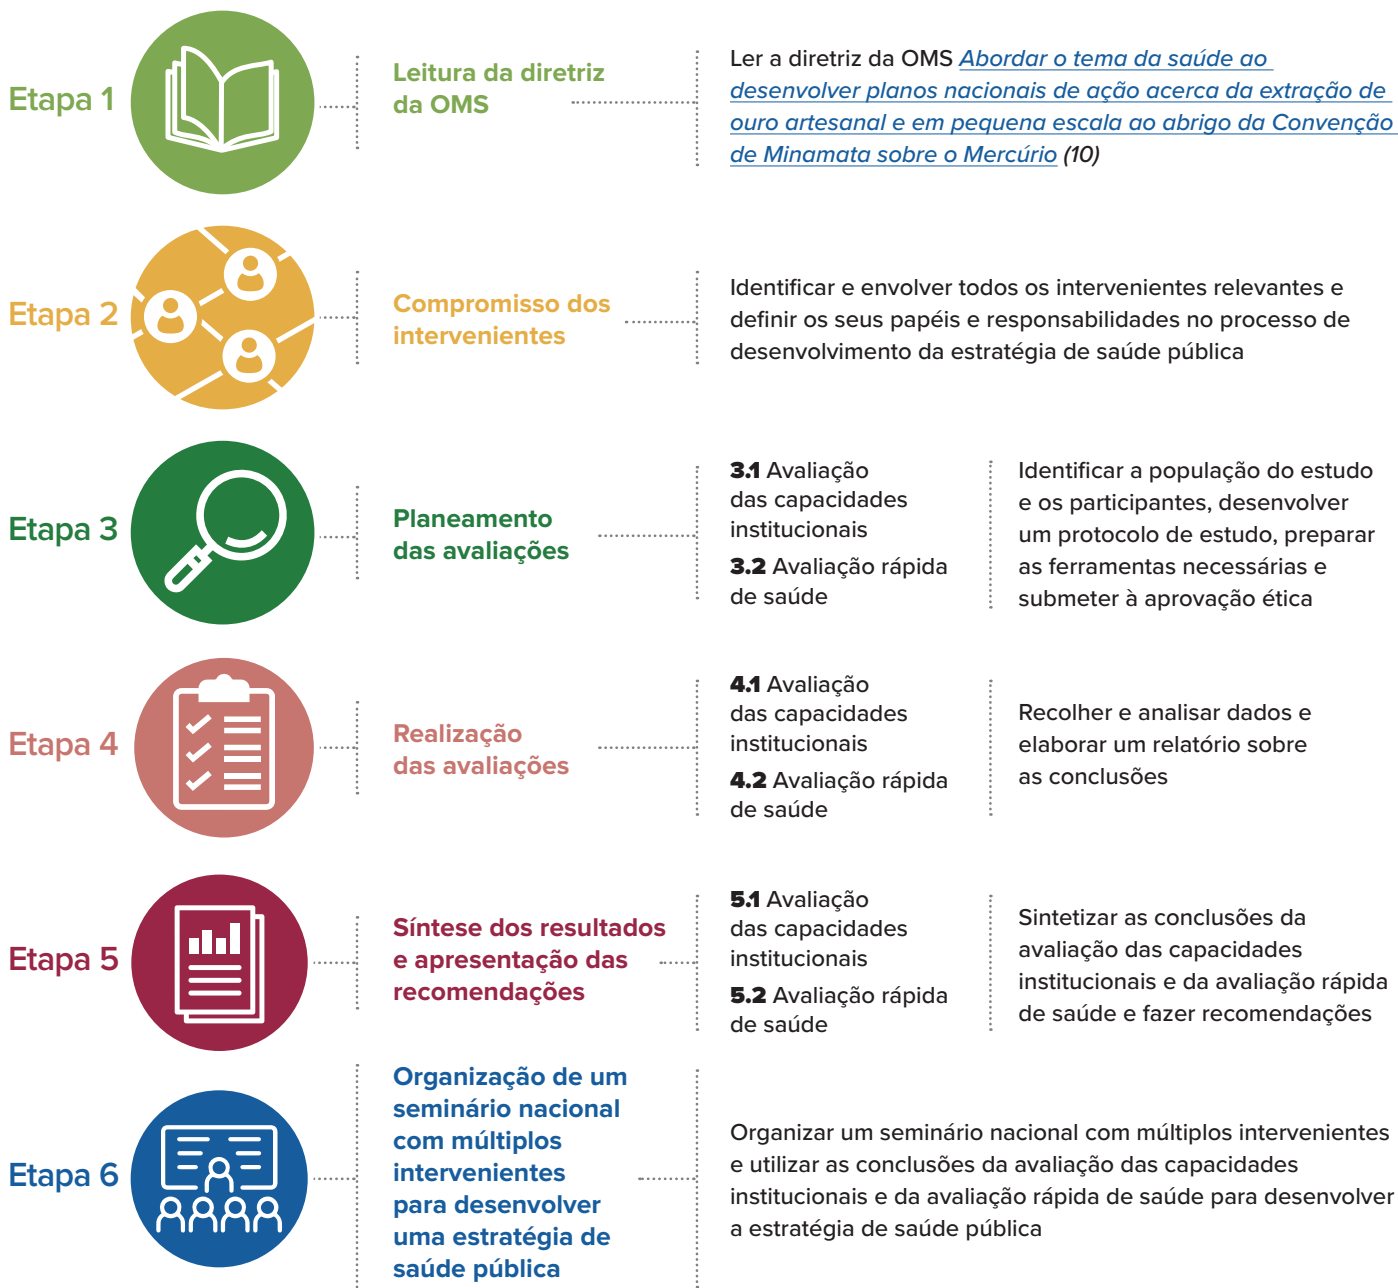 Etapa 1
Leitura da diretriz
da OMS
Ler a diretriz da OMS Abordar o tema da saúde ao
desenvolver planos nacionais de ação acerca da extração de
ouro artesanal e em pequena escala ao abrigo da Convenção
de Minamata sobre o Mercúrio (10)
Etapa 2
Compromisso dos
intervenientes
Identificar e envolver todos os intervenientes relevantes e
definir os seus papéis e responsabilidades no processo de
desenvolvimento da estratégia de saúde pública
Etapa 3
Planeamento
das avaliações
3.1 Avaliação
das capacidades
institucionais
3.2 Avaliação rápida
de saúde
Identificar a população do estudo
e os participantes, desenvolver
um protocolo de estudo, preparar
as ferramentas necessárias e
submeter à aprovação ética
Etapa 4
Realização
das avaliações
4.1 Avaliação
das capacidades
institucionais
4.2 Avaliação rápida
de saúde
Recolher e analisar dados e
elaborar um relatório sobre
as conclusões
Etapa 5
Síntese dos resultados
e apresentação das
recomendações
5.1 Avaliação
das capacidades
institucionais
5.2 Avaliação rápida
de saúde
Sintetizar as conclusões da
avaliação das capacidades
institucionais e da avaliação rápida
de saúde e fazer recomendações
Etapa 6
Organização de um
seminário nacional
com múltiplos
intervenientes
para desenvolver
uma estratégia de
saúde pública
Organizar um seminário nacional com múltiplos intervenientes
e utilizar as conclusões da avaliação das capacidades
institucionais e da avaliação rápida de saúde para desenvolver
a estratégia de saúde pública